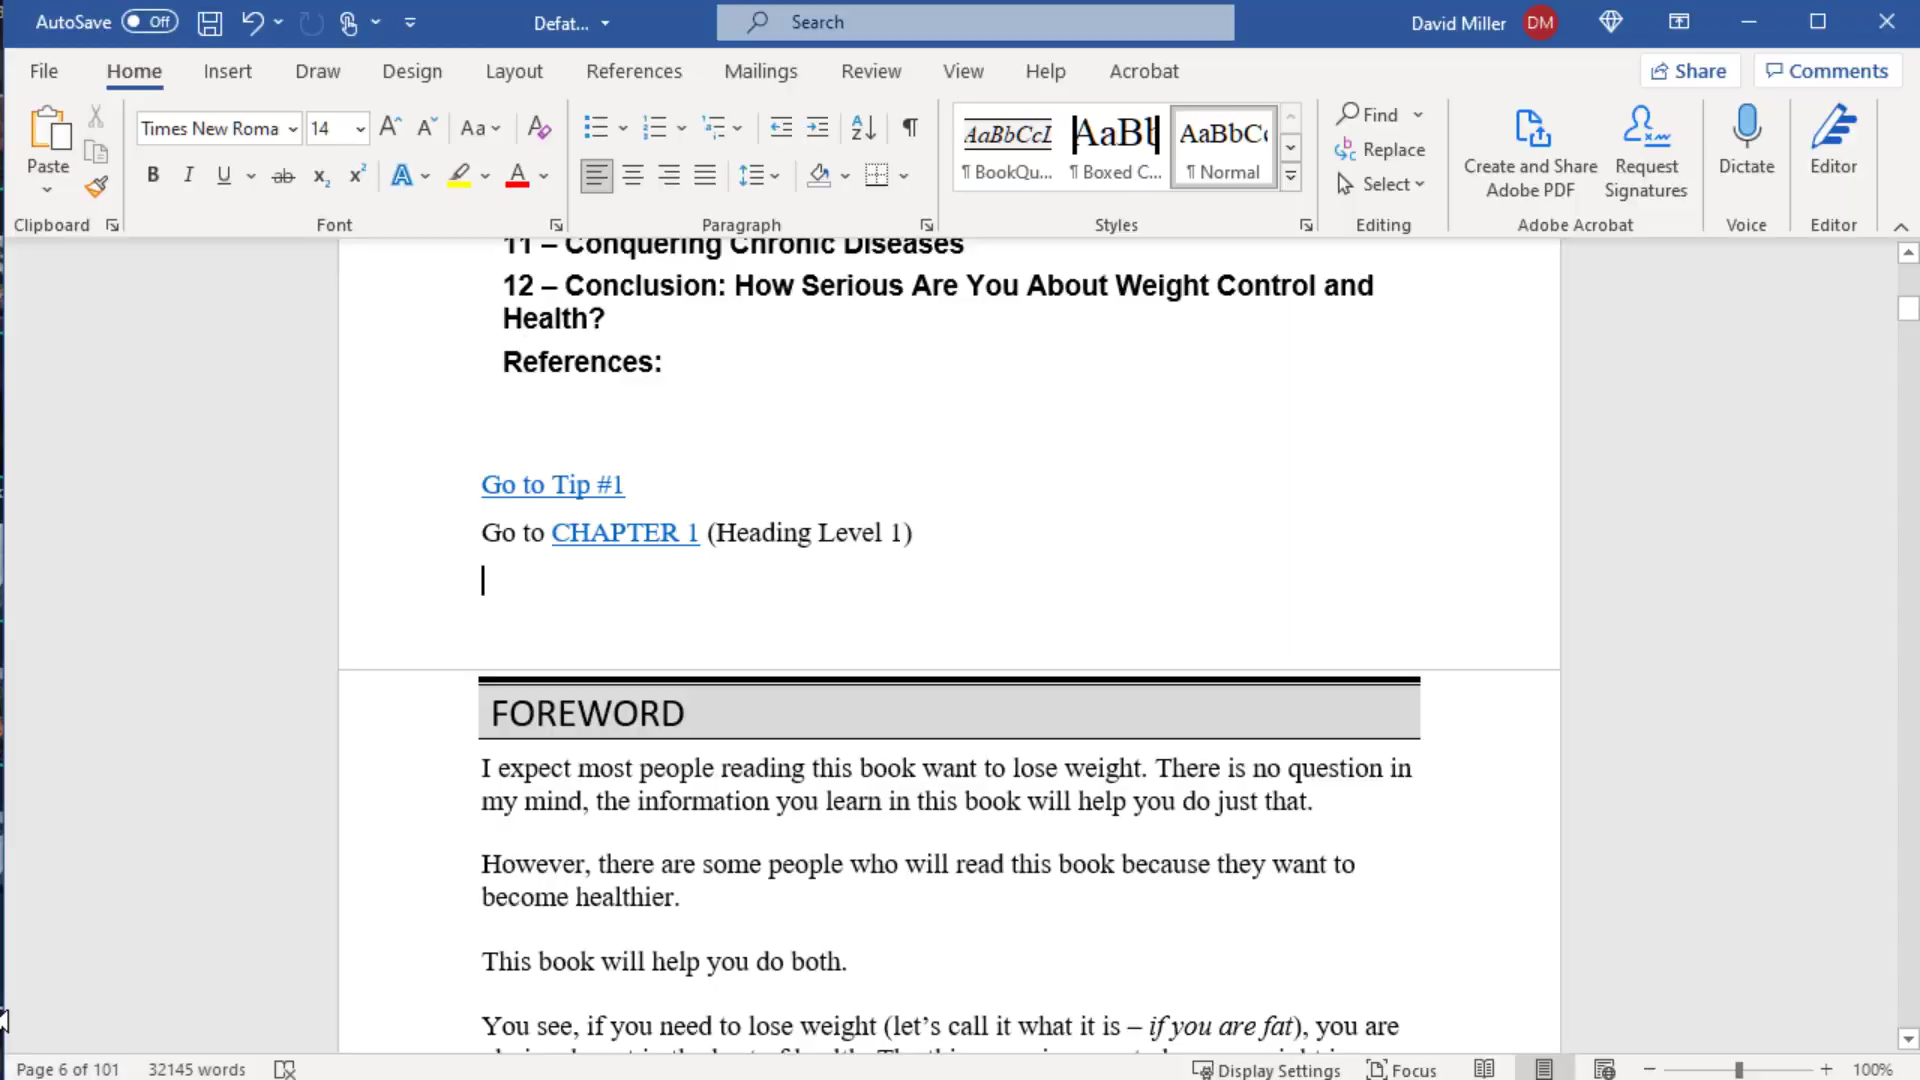 AutoSave Off Defat... Search David Miller DM
File Home Insert Draw Design Layout References Mailings Review View Help Acrobat Share Comments
Paste
Clipboard
Times New Roma 14 Aa
B I U ab x₂ x² A A
Font
Paragraph
AaBbCcI AaBb AaBbCc
¶ BookQu... ¶ Boxed C... ¶ Normal
Styles
Find
Replace
Select
Editing
Create and Share
Adobe PDF
Request
Signatures
Adobe Acrobat
Dictate
Voice
Editor
Editor
11 – Conquering Chronic Diseases
12 – Conclusion: How Serious Are You About Weight Control and
Health?
References:
Go to Tip #1
Go to CHAPTER 1 (Heading Level 1)
FOREWORD
I expect most people reading this book want to lose weight. There is no question in
my mind, the information you learn in this book will help you do just that.
However, there are some people who will read this book because they want to
become healthier.
This book will help you do both.
You see, if you need to lose weight (let’s call it what it is – if you are fat), you are
Page 6 of 101 32145 words Display Settings Focus 100%